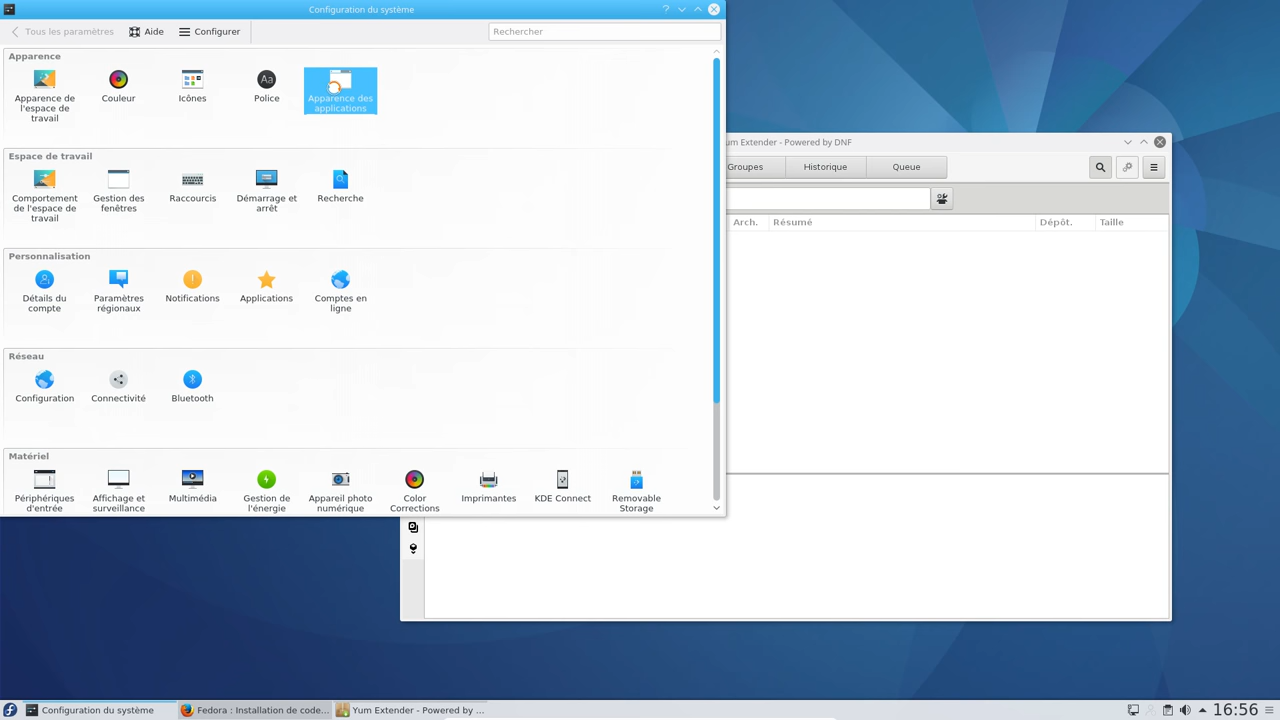 Configuration du système
?
Tous les paramètres
Aide
Configurer
Rechercher
Apparence
Apparence de
l'espace de
travail
Couleur
Icônes
Aa
Police
Apparence des
applications
Espace de travail
Comportement
de l'espace de
travail
Gestion des
fenêtres
Raccourcis
Démarrage et
arrêt
Recherche
Personnalisation
Détails du
compte
Paramètres
régionaux
Notifications
Applications
Comptes en
ligne
Réseau
Configuration
Connectivité
Bluetooth
Matériel
Périphériques
d'entrée
Affichage et
surveillance
Multimédia
Gestion de
l'énergie
Appareil photo
numérique
Color
Corrections
Imprimantes
KDE Connect
Removable
Storage
um Extender - Powered by DNF
Groupes
Historique
Queue
Arch.
Résumé
Dépôt.
Taille
Configuration du système
Fedora : Installation de code...
Yum Extender - Powered by ...
16:56